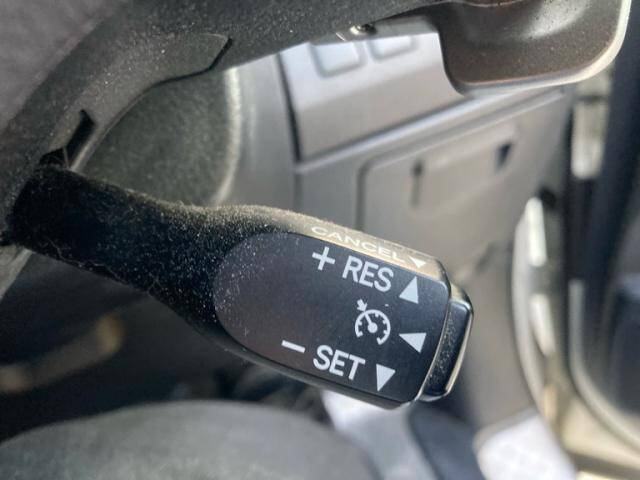 CANCEL▼
+ RES ▲
◀
− SET ▼